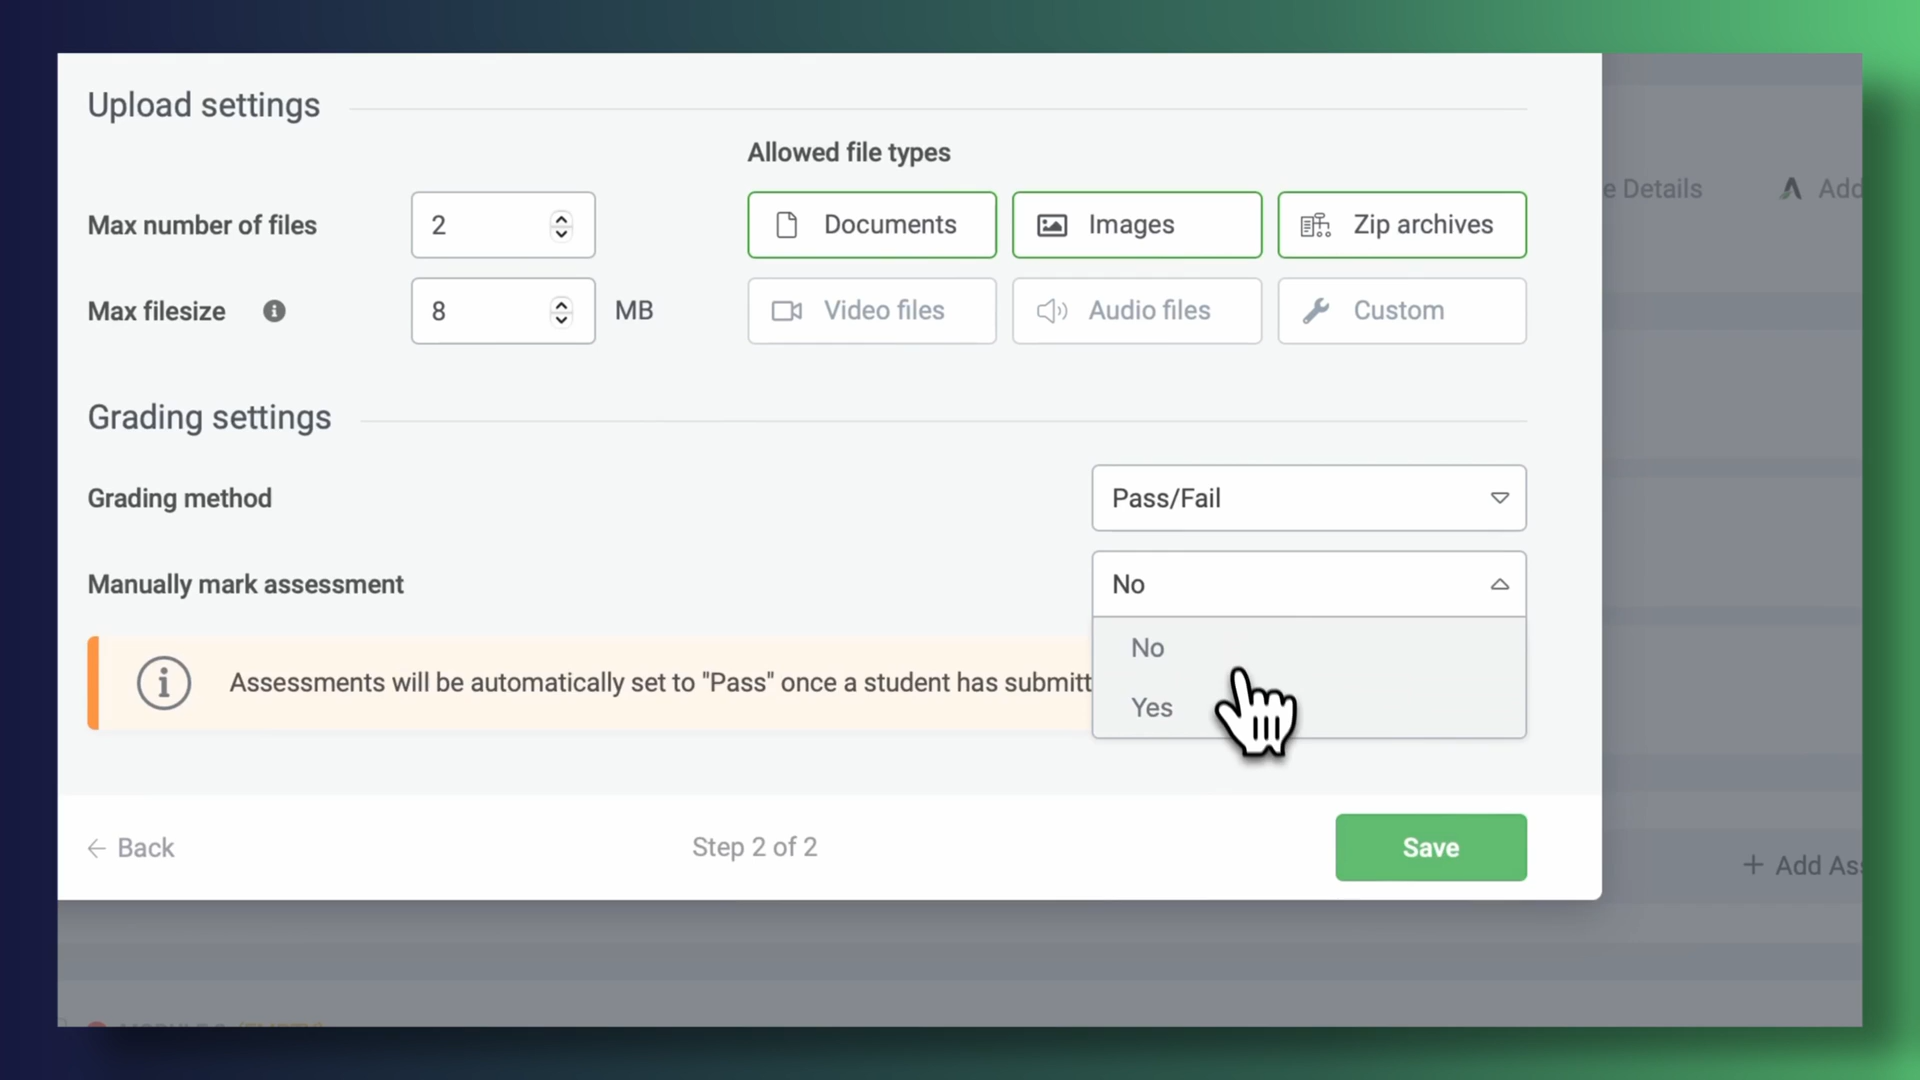 Upload settings
Allowed file types
Max number of files
2
Documents
Images
Zip archives
Max filesize
8
MB
Video files
Audio files
Custom
Grading settings
Grading method
Pass/Fail
Manually mark assessment
No
No
Yes
Assessments will be automatically set to "Pass" once a student has submitt
← Back
Step 2 of 2
Save
e Details
Add
+ Add Ass